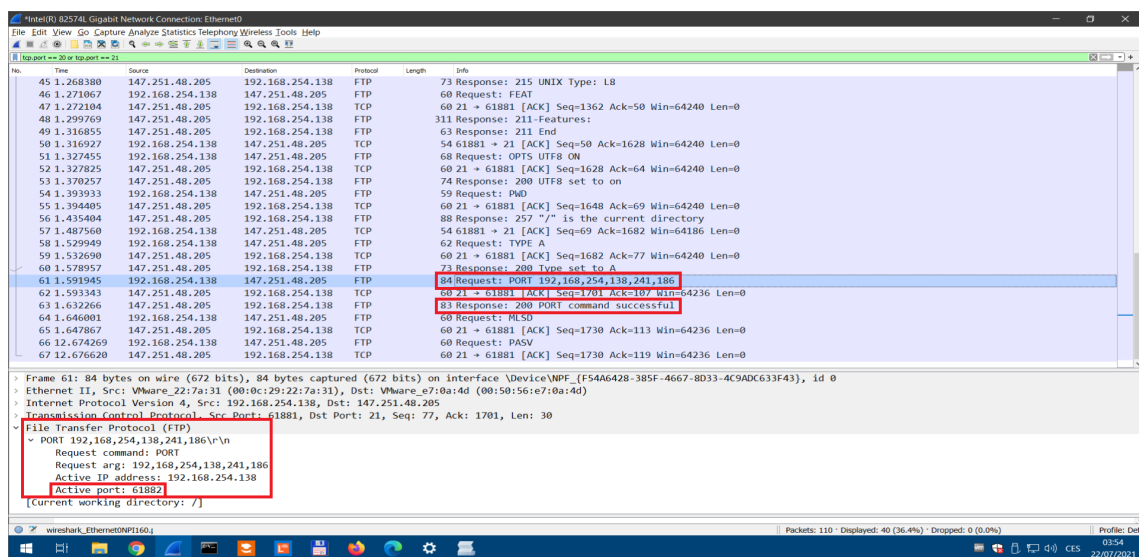 *Intel(R) 82574L Gigabit Network Connection: Ethernet0
File Edit View Go Capture Analyze Statistics Telephony Wireless Tools Help
tcp.port == 20 or tcp.port == 21
No. Time Source Destination Protocol Length Info
45 1.268380 147.251.48.205 192.168.254.138 FTP 73 Response: 215 UNIX Type: L8
46 1.271067 192.168.254.138 147.251.48.205 FTP 60 Request: FEAT
47 1.272104 147.251.48.205 192.168.254.138 TCP 60 21 → 61881 [ACK] Seq=1362 Ack=50 Win=64240 Len=0
48 1.299769 147.251.48.205 192.168.254.138 FTP 311 Response: 211-Features:
49 1.316855 147.251.48.205 192.168.254.138 FTP 63 Response: 211 End
50 1.316927 192.168.254.138 147.251.48.205 TCP 54 61881 → 21 [ACK] Seq=50 Ack=1628 Win=64240 Len=0
51 1.327455 192.168.254.138 147.251.48.205 FTP 68 Request: OPTS UTF8 ON
52 1.327825 147.251.48.205 192.168.254.138 TCP 60 21 → 61881 [ACK] Seq=1628 Ack=64 Win=64240 Len=0
53 1.370257 147.251.48.205 192.168.254.138 FTP 74 Response: 200 UTF8 set to on
54 1.393933 192.168.254.138 147.251.48.205 FTP 59 Request: PWD
55 1.394405 147.251.48.205 192.168.254.138 TCP 60 21 → 61881 [ACK] Seq=1648 Ack=69 Win=64240 Len=0
56 1.435404 147.251.48.205 192.168.254.138 FTP 88 Response: 257 "/" is the current directory
57 1.487560 192.168.254.138 147.251.48.205 TCP 54 61881 → 21 [ACK] Seq=69 Ack=1682 Win=64186 Len=0
58 1.529949 192.168.254.138 147.251.48.205 FTP 62 Request: TYPE A
59 1.532690 147.251.48.205 192.168.254.138 TCP 60 21 → 61881 [ACK] Seq=1682 Ack=77 Win=64240 Len=0
60 1.578957 147.251.48.205 192.168.254.138 FTP 73 Response: 200 Type set to A
61 1.591945 192.168.254.138 147.251.48.205 FTP 84 Request: PORT 192,168,254,138,241,186
62 1.593343 147.251.48.205 192.168.254.138 TCP 60 21 → 61881 [ACK] Seq=1701 Ack=107 Win=64236 Len=0
63 1.632266 147.251.48.205 192.168.254.138 FTP 83 Response: 200 PORT command successful
64 1.646001 192.168.254.138 147.251.48.205 FTP 60 Request: MLSD
65 1.647867 147.251.48.205 192.168.254.138 TCP 60 21 → 61881 [ACK] Seq=1730 Ack=113 Win=64236 Len=0
66 12.674269 192.168.254.138 147.251.48.205 FTP 60 Request: PASV
67 12.676620 147.251.48.205 192.168.254.138 TCP 60 21 → 61881 [ACK] Seq=1730 Ack=119 Win=64236 Len=0
Frame 61: 84 bytes on wire (672 bits), 84 bytes captured (672 bits) on interface \Device\NPF_{F54A6428-385F-4667-8D33-4C9ADC633F43}, id 0
Ethernet II, Src: VMware_22:7a:31 (00:0c:29:22:7a:31), Dst: VMware_e7:0a:4d (00:50:56:e7:0a:4d)
Internet Protocol Version 4, Src: 192.168.254.138, Dst: 147.251.48.205
Transmission Control Protocol, Src Port: 61881, Dst Port: 21, Seq: 77, Ack: 1701, Len: 30
File Transfer Protocol (FTP)
PORT 192,168,254,138,241,186\r\n
Request command: PORT
Request arg: 192,168,254,138,241,186
Active IP address: 192.168.254.138
Active port: 61882
[Current working directory: /]
wireshark_Ethernet0NPI160.p Packets: 110 · Displayed: 40 (36.4%) · Dropped: 0 (0.0%) Profile: Def
CES 03:54
22/07/2021